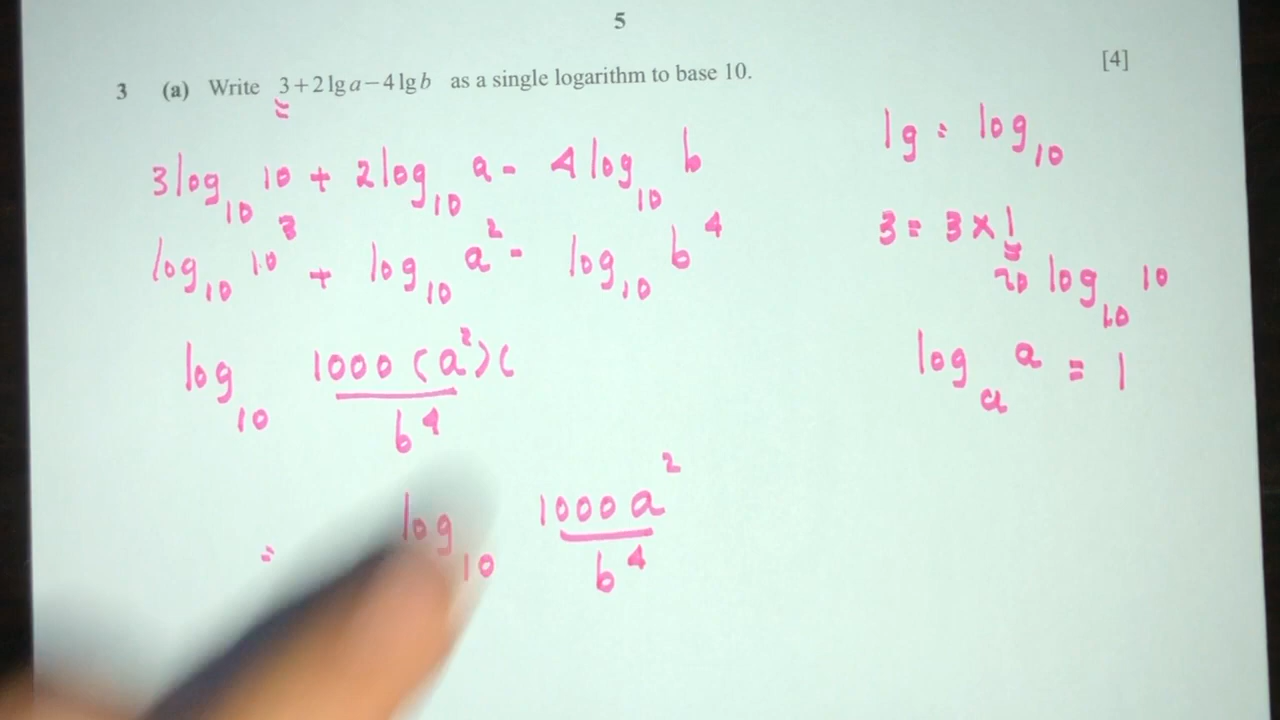 5
3 (a) Write 3 + 2 lg a − 4 lg b as a single logarithm to base 10. [4]
3 log₁₀ 10 + 2 log₁₀ a - 4 log₁₀ b
log₁₀ 10³ + log₁₀ a² - log₁₀ b⁴
log₁₀ 1000 (a²) (
b⁴
= log₁₀ 1000 a²
b⁴
lg = log₁₀
3 = 3 × 1
log₁₀ 10
logₐ a = 1